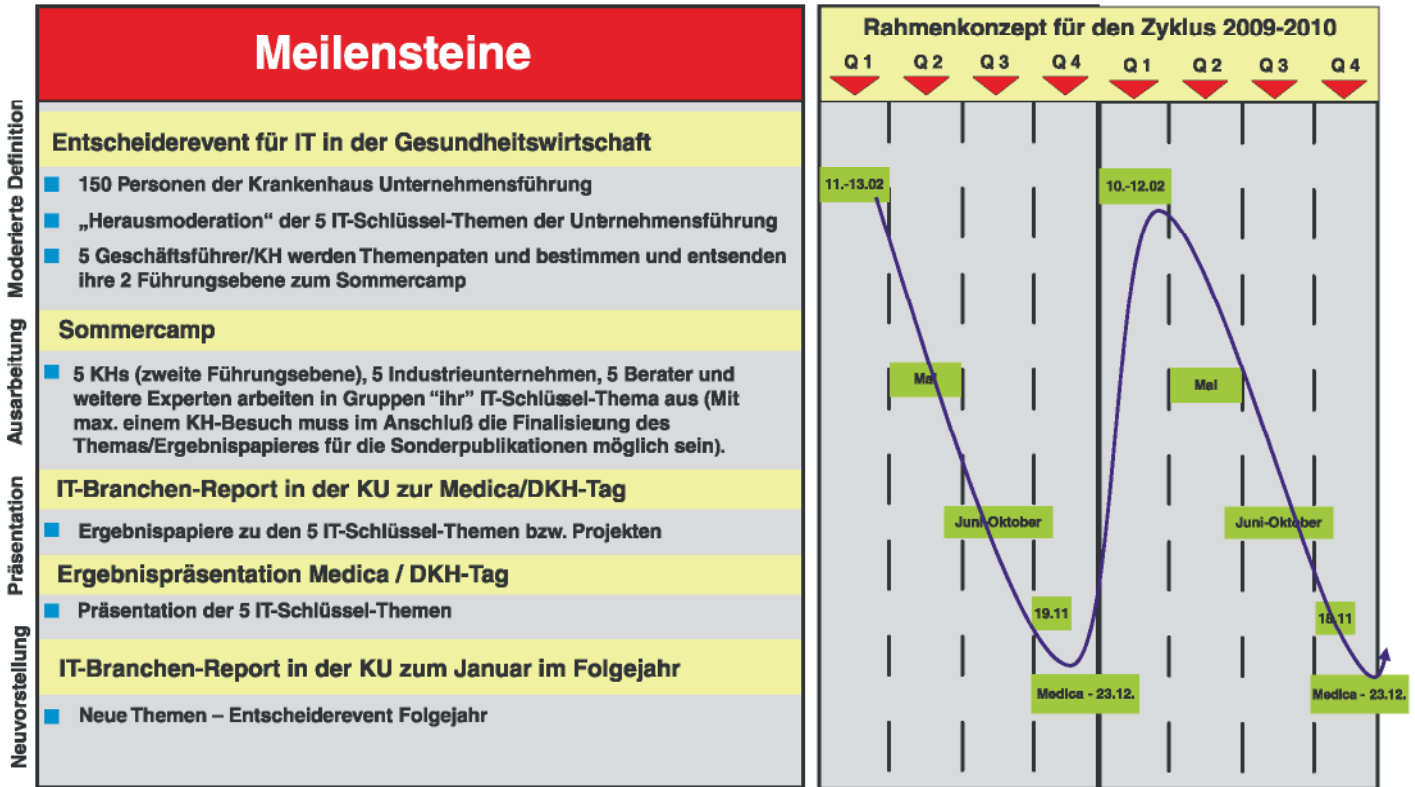 Meilensteine
Moderierte Definition
Entscheiderevent für IT in der Gesundheitswirtschaft
150 Personen der Krankenhaus Unternehmensführung
„Herausmoderation“ der 5 IT-Schlüssel-Themen der Unternehmensführung
5 Geschäftsführer/KH werden Themenpaten und bestimmen und entsenden
ihre 2 Führungsebene zum Sommercamp
Ausarbeitung
Sommercamp
5 KHs (zweite Führungsebene), 5 Industrieunternehmen, 5 Berater und
weitere Experten arbeiten in Gruppen “ihr” IT-Schlüssel-Thema aus (Mit
max. einem KH-Besuch muss im Anschluß die Finalisierung des
Themas/Ergebnispapieres für die Sonderpublikationen möglich sein).
Präsentation
IT-Branchen-Report in der KU zur Medica/DKH-Tag
Ergebnispapiere zu den 5 IT-Schlüssel-Themen bzw. Projekten
Ergebnispräsentation Medica / DKH-Tag
Präsentation der 5 IT-Schlüssel-Themen
Neuvorstellung
IT-Branchen-Report in der KU zum Januar im Folgejahr
Neue Themen – Entscheiderevent Folgejahr
Rahmenkonzept für den Zyklus 2009-2010
Q 1 Q 2 Q 3 Q 4 Q 1 Q 2 Q 3 Q 4
11.-13.02 10.-12.02
Mai Mai
Juni-Oktober Juni-Oktober
19.11 18.11
Medica - 23.12. Medica - 23.12.